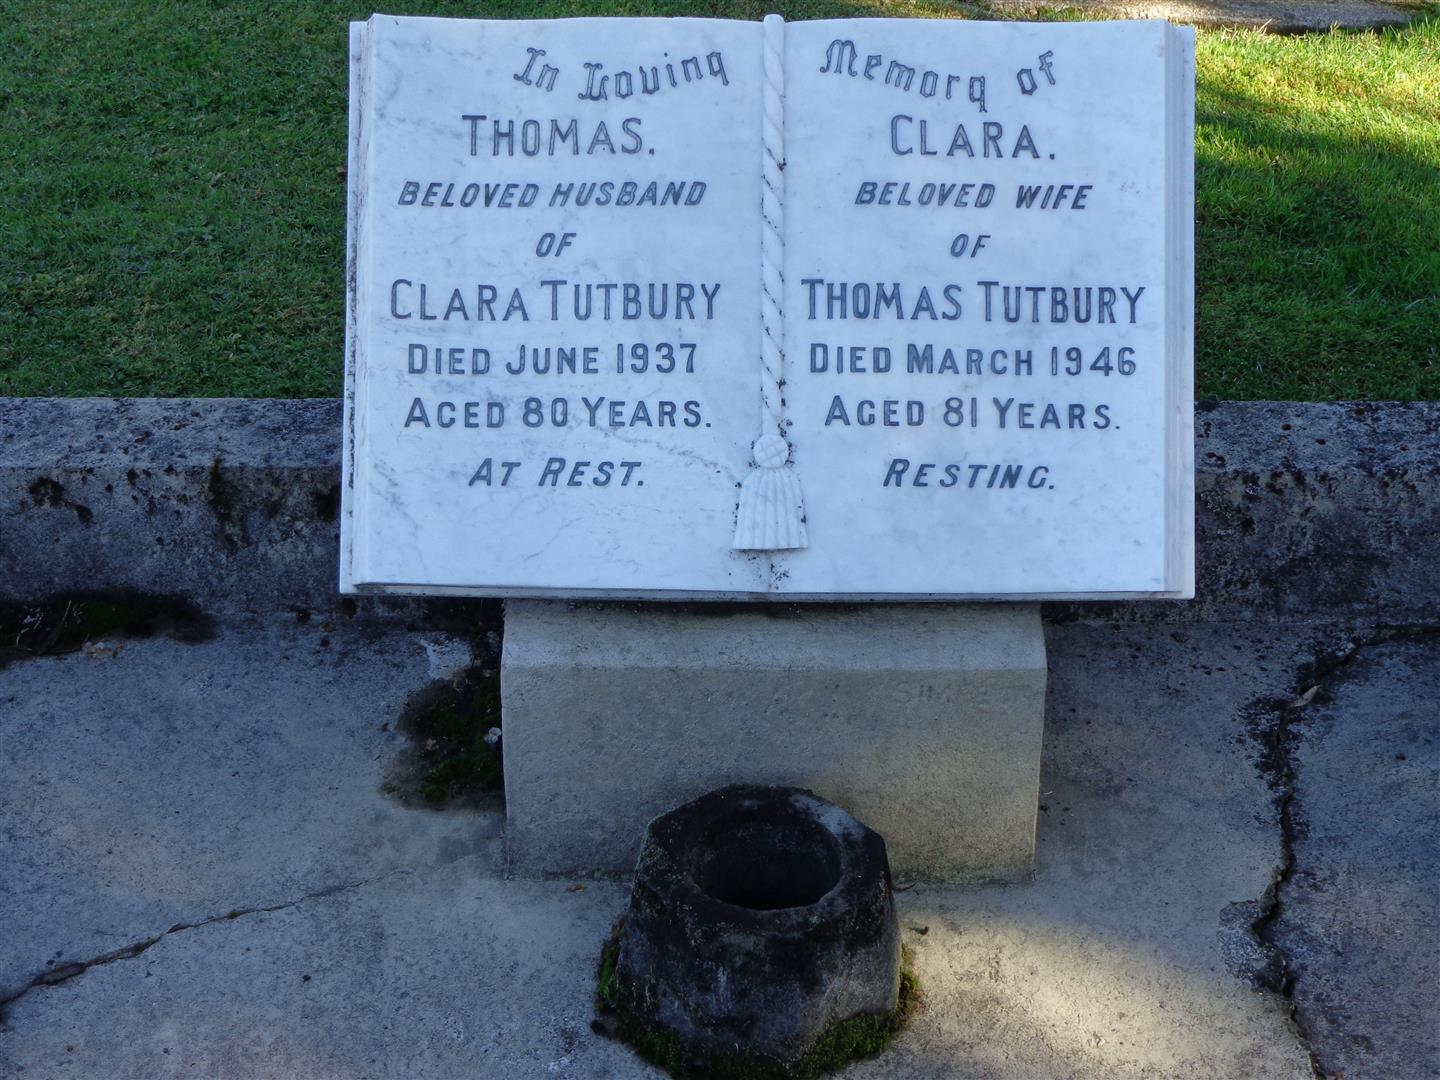 In Loving Memory of
THOMAS.
BELOVED HUSBAND
OF
CLARA TUTBURY
DIED JUNE 1937
AGED 80 YEARS.
AT REST.
CLARA.
BELOVED WIFE
OF
THOMAS TUTBURY
DIED MARCH 1946
AGED 81 YEARS.
RESTING.